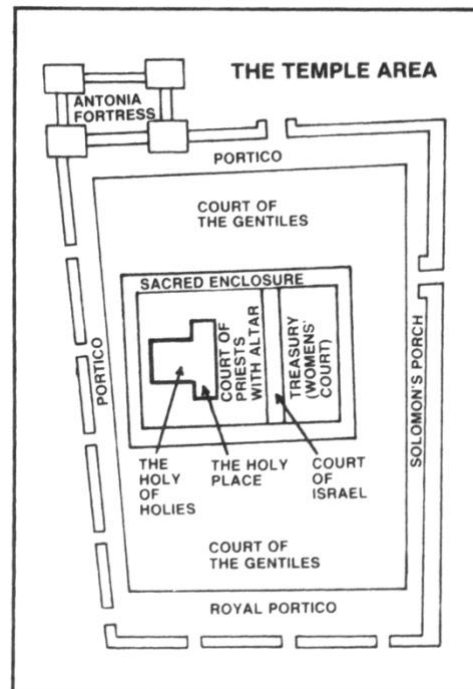 THE TEMPLE AREA
ANTONIA
FORTRESS
PORTICO
COURT OF
THE GENTILES
SACRED ENCLOSURE
PORTICO
COURT OF
PRIESTS
WITH ALTAR
TREASURY
(WOMENS'
COURT)
SOLOMON'S PORCH
THE
HOLY
OF
HOLIES
THE HOLY
PLACE
COURT
OF
ISRAEL
COURT OF
THE GENTILES
ROYAL PORTICO